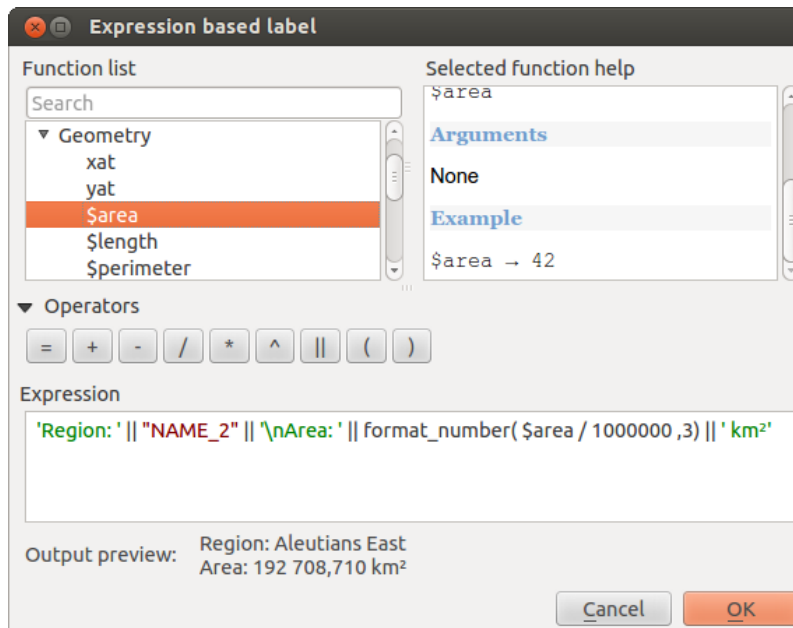 Expression based label
Function list
Selected function help
Search
Geometry
xat
yat
$area
$length
$perimeter
$area
Arguments
None
Example
$area → 42
Operators
= + - / * ^ || ( )
Expression
'Region: ' || "NAME_2" || '\nArea: ' || format_number( $area / 1000000 ,3) || ' km²'
Output preview:
Region: Aleutians East
Area: 192 708,710 km²
Cancel
OK